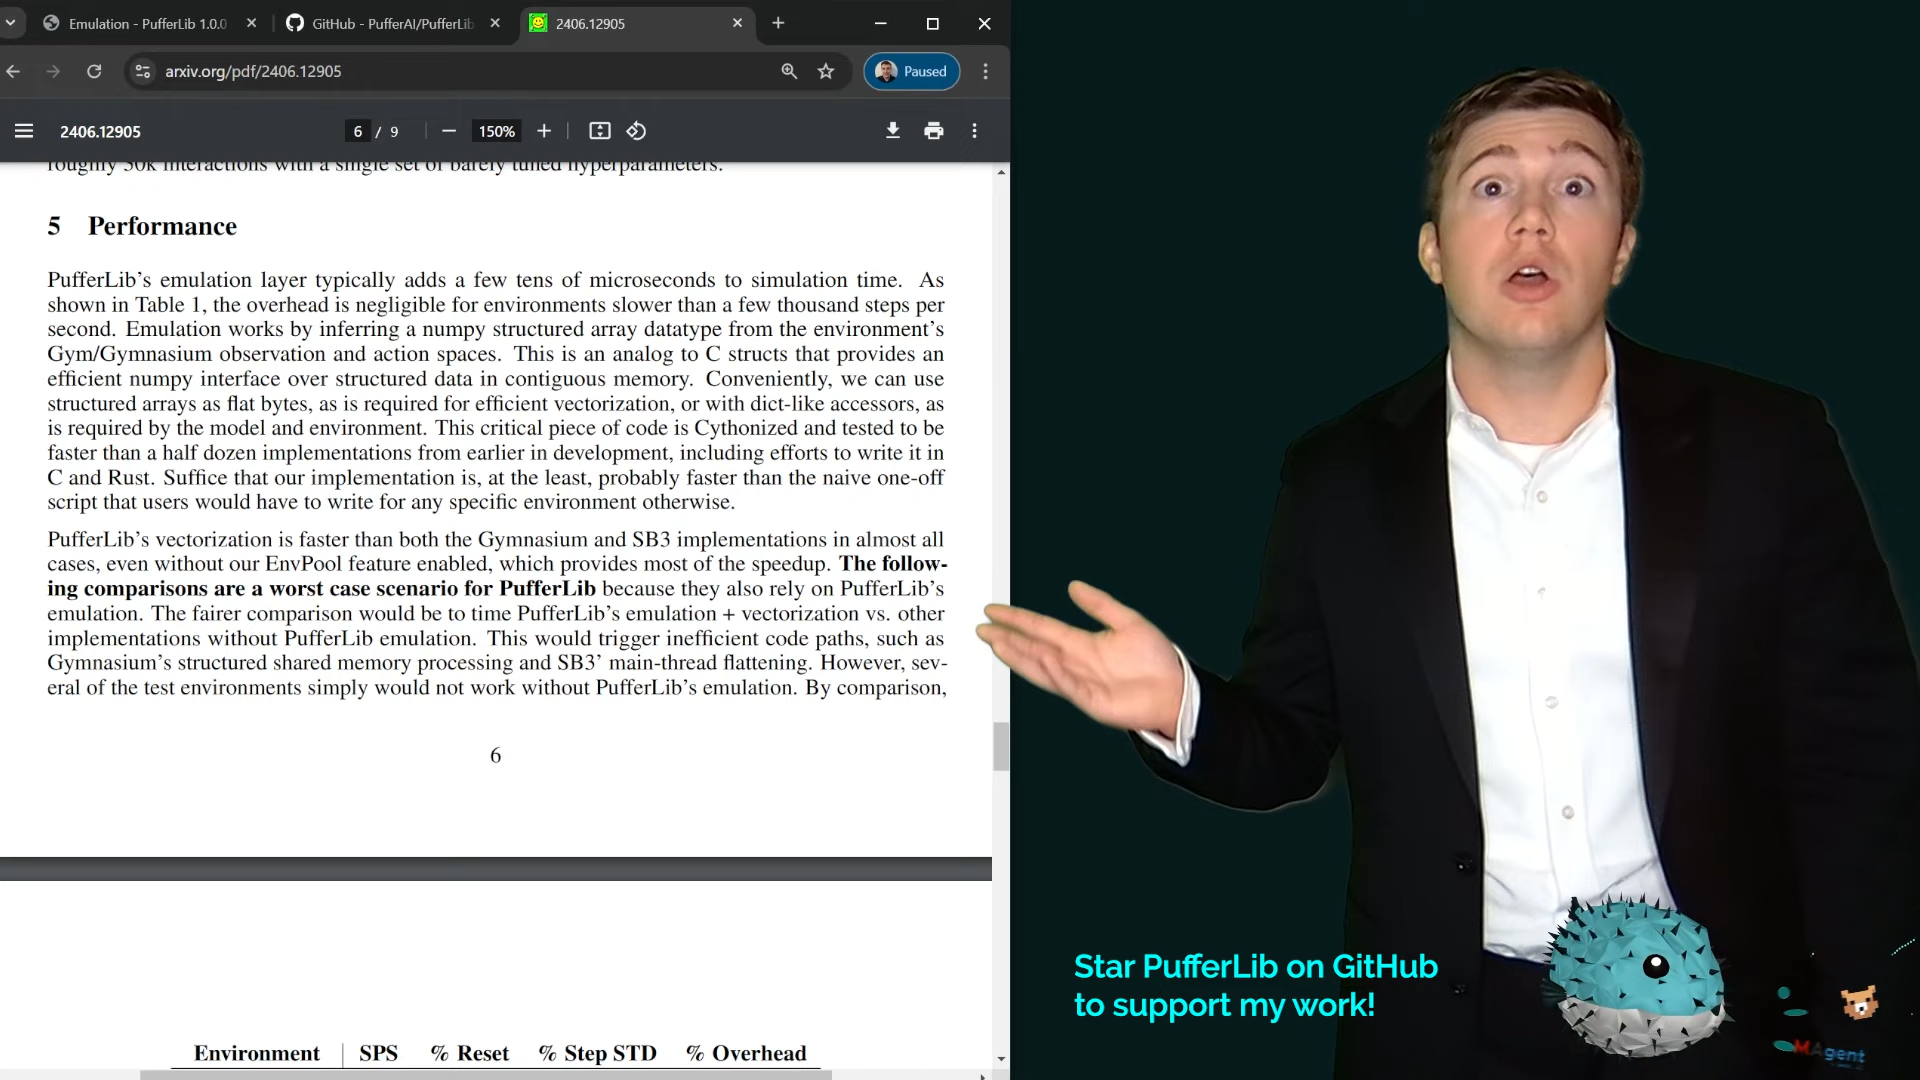 Emulation - PufferLib 1.0.0
GitHub - PufferAI/PufferLib
2406.12905
arxiv.org/pdf/2406.12905
Paused
2406.12905
6 / 9
150%
roughly 30k interactions with a single set of barely tuned hyperparameters.
5 Performance
PufferLib's emulation layer typically adds a few tens of microseconds to simulation time. As
shown in Table 1, the overhead is negligible for environments slower than a few thousand steps per
second. Emulation works by inferring a numpy structured array datatype from the environment's
Gym/Gymnasium observation and action spaces. This is an analog to C structs that provides an
efficient numpy interface over structured data in contiguous memory. Conveniently, we can use
structured arrays as flat bytes, as is required for efficient vectorization, or with dict-like accessors, as
is required by the model and environment. This critical piece of code is Cythonized and tested to be
faster than a half dozen implementations from earlier in development, including efforts to write it in
C and Rust. Suffice that our implementation is, at the least, probably faster than the naive one-off
script that users would have to write for any specific environment otherwise.
PufferLib's vectorization is faster than both the Gymnasium and SB3 implementations in almost all
cases, even without our EnvPool feature enabled, which provides most of the speedup. The follow-
ing comparisons are a worst case scenario for PufferLib because they also rely on PufferLib's
emulation. The fairer comparison would be to time PufferLib's emulation + vectorization vs. other
implementations without PufferLib emulation. This would trigger inefficient code paths, such as
Gymnasium's structured shared memory processing and SB3' main-thread flattening. However, sev-
eral of the test environments simply would not work without PufferLib's emulation. By comparison,
6
Environment SPS % Reset % Step STD % Overhead
Star PufferLib on GitHub
to support my work!
MAgent